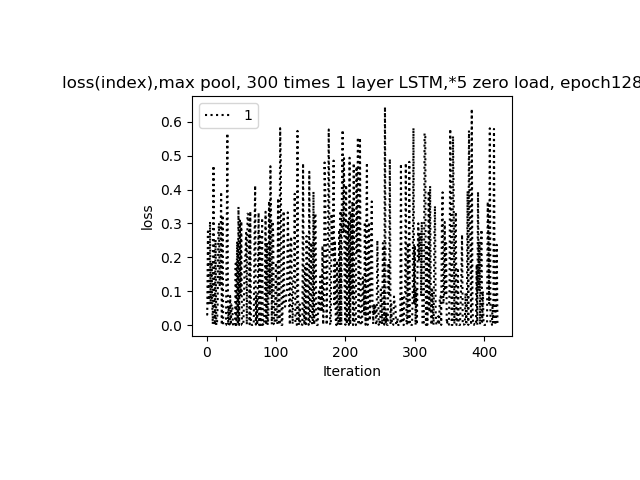 loss(index),max pool, 300 times 1 layer LSTM,*5 zero load, epoch128
1
0.6
0.5
0.4
0.3
0.2
0.1
0.0
loss
0 100 200 300 400
Iteration